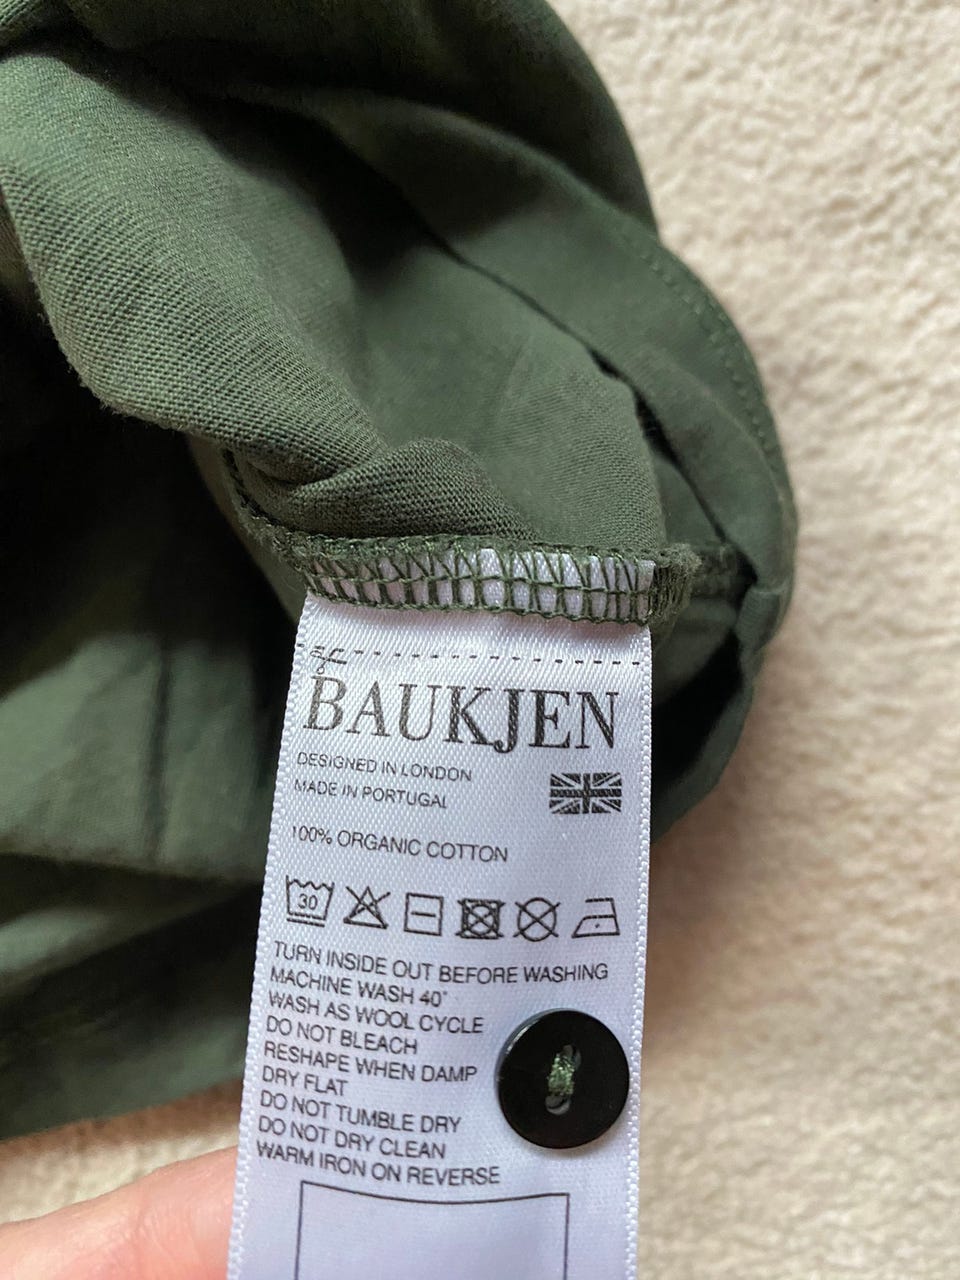 BAUKJEN
DESIGNED IN LONDON
MADE IN PORTUGAL
100% ORGANIC COTTON
30
TURN INSIDE OUT BEFORE WASHING
MACHINE WASH 40°
WASH AS WOOL CYCLE
DO NOT BLEACH
RESHAPE WHEN DAMP
DRY FLAT
DO NOT TUMBLE DRY
DO NOT DRY CLEAN
WARM IRON ON REVERSE